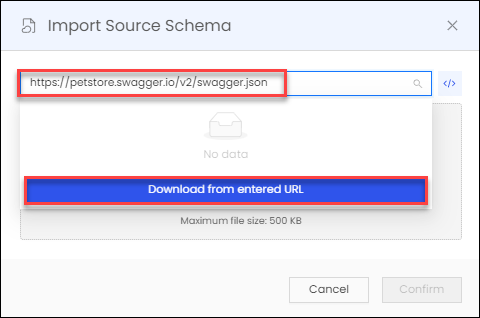 Import Source Schema
https://petstore.swagger.io/v2/swagger.json
</>
No data
Download from entered URL
Maximum file size: 500 KB
Cancel
Confirm